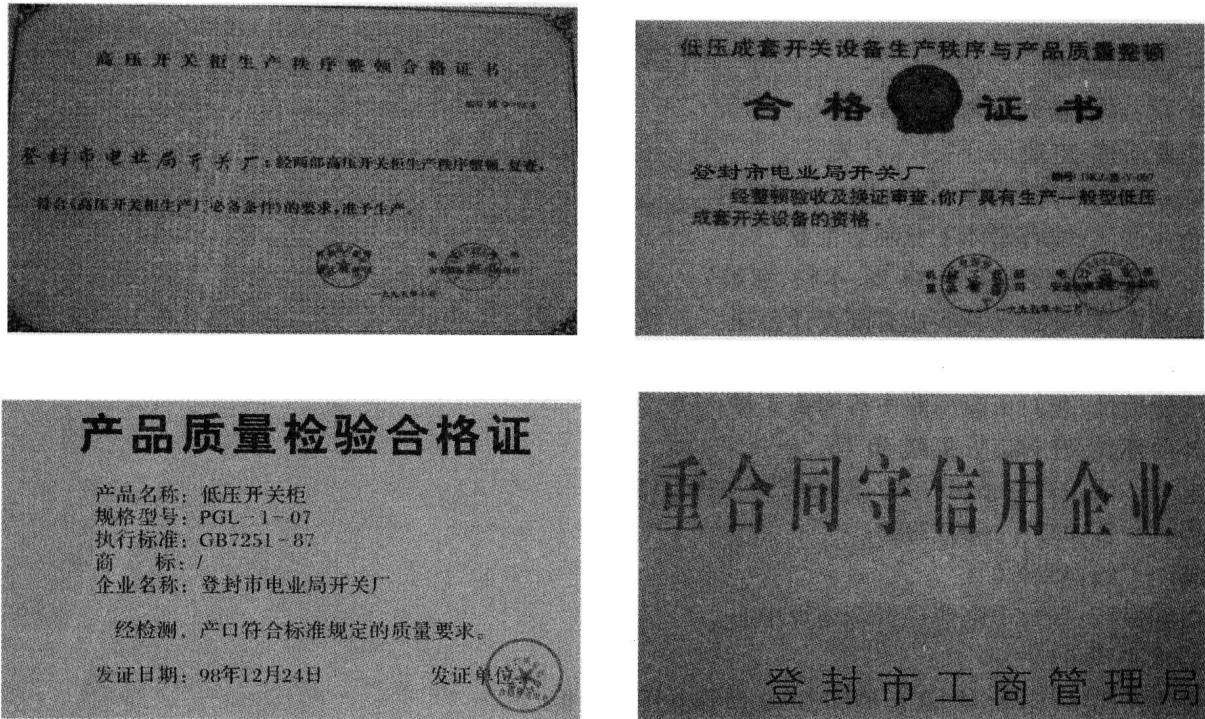 高压开关柜生产秩序整顿合格证书
登封市电业局开关厂：经两部高压开关柜生产秩序整顿、复查，
符合《高压开关柜生产厂必备条件》的要求，准予生产。
低压成套开关设备生产秩序与产品质量整顿
合格证书
登封市电业局开关厂
经整顿验收及换证审查，你厂具有生产一般型低压
成套开关设备的资格。
一九九五年十二月
产品质量检验合格证
产品名称：低压开关柜
规格型号：PGL-1-07
执行标准：GB7251-87
商 标：/
企业名称：登封市电业局开关厂
经检测，产口符合标准规定的质量要求。
发证日期：98年12月24日 发证单位
重合同守信用企业
登封市工商管理局